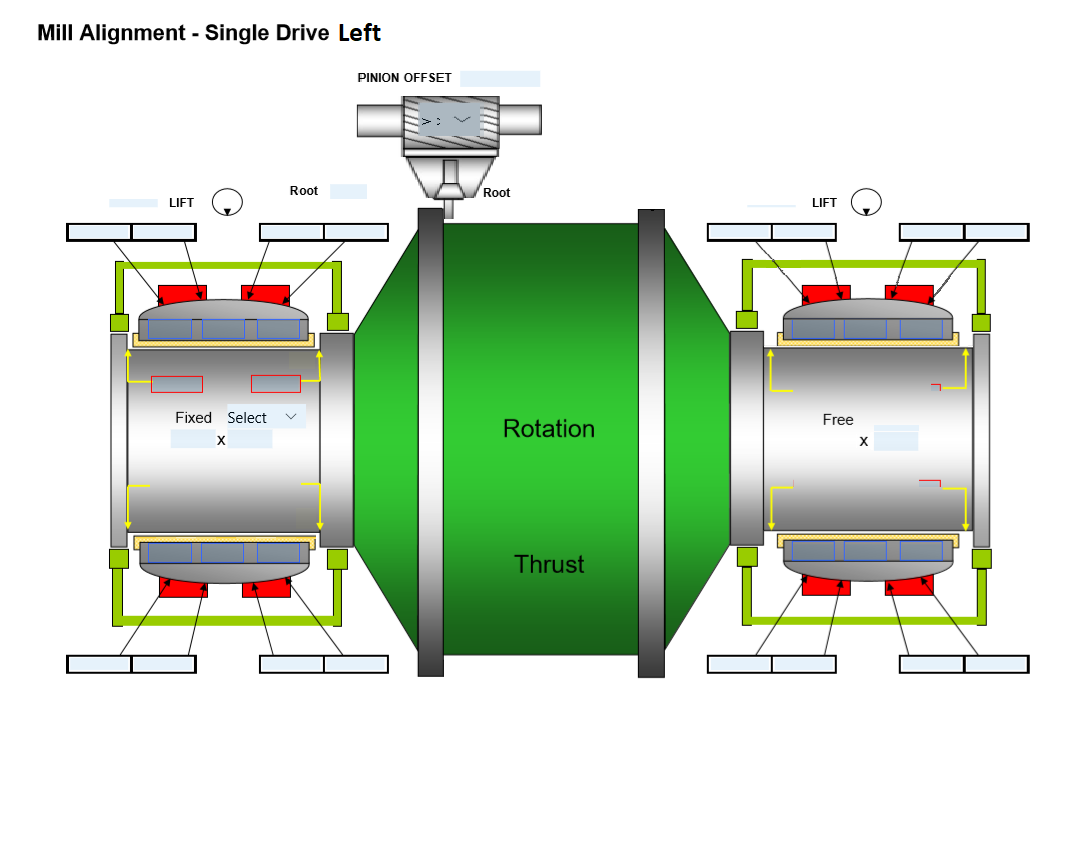 Mill Alignment - Single Drive Left
PINION OFFSET
Root
Root
LIFT
LIFT
Fixed Select
x
Free
x
Rotation
Thrust